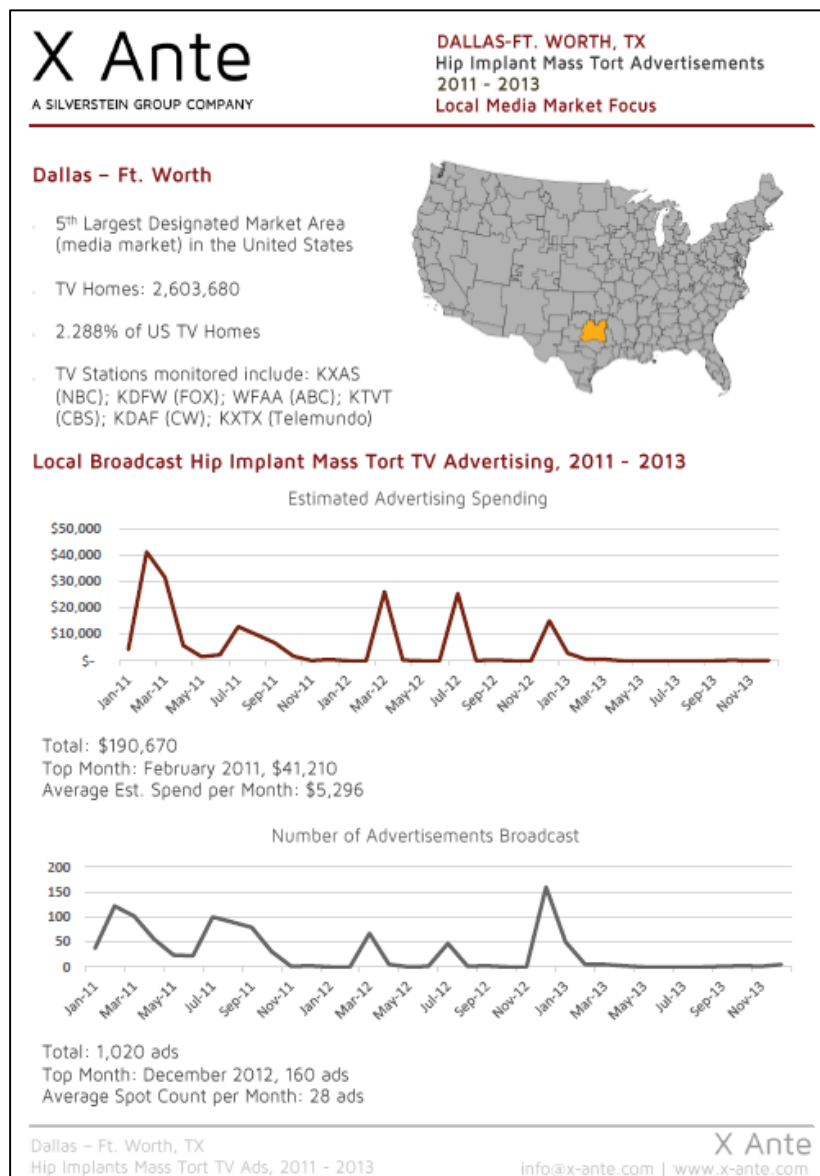 X Ante
A SILVERSTEIN GROUP COMPANY
DALLAS-FT. WORTH, TX
Hip Implant Mass Tort Advertisements
2011 - 2013
Local Media Market Focus
Dallas – Ft. Worth
5th Largest Designated Market Area
(media market) in the United States
TV Homes: 2,603,680
2.288% of US TV Homes
TV Stations monitored include: KXAS
(NBC); KDFW (FOX); WFAA (ABC); KTVT
(CBS); KDAF (CW); KXTX (Telemundo)
Local Broadcast Hip Implant Mass Tort TV Advertising, 2011 - 2013
Estimated Advertising Spending
$50,000
$40,000
$30,000
$20,000
$10,000
$-
Jan-11 Mar-11 May-11 Jul-11 Sep-11 Nov-11 Jan-12 Mar-12 May-12 Jul-12 Sep-12 Nov-12 Jan-13 Mar-13 May-13 Jul-13 Sep-13 Nov-13
Total: $190,670
Top Month: February 2011, $41,210
Average Est. Spend per Month: $5,296
Number of Advertisements Broadcast
200
150
100
50
0
Jan-11 Mar-11 May-11 Jul-11 Sep-11 Nov-11 Jan-12 Mar-12 May-12 Jul-12 Sep-12 Nov-12 Jan-13 Mar-13 May-13 Jul-13 Sep-13 Nov-13
Total: 1,020 ads
Top Month: December 2012, 160 ads
Average Spot Count per Month: 28 ads
Dallas – Ft. Worth, TX
Hip Implants Mass Tort TV Ads, 2011 - 2013
X Ante
info@x-ante.com | www.x-ante.com